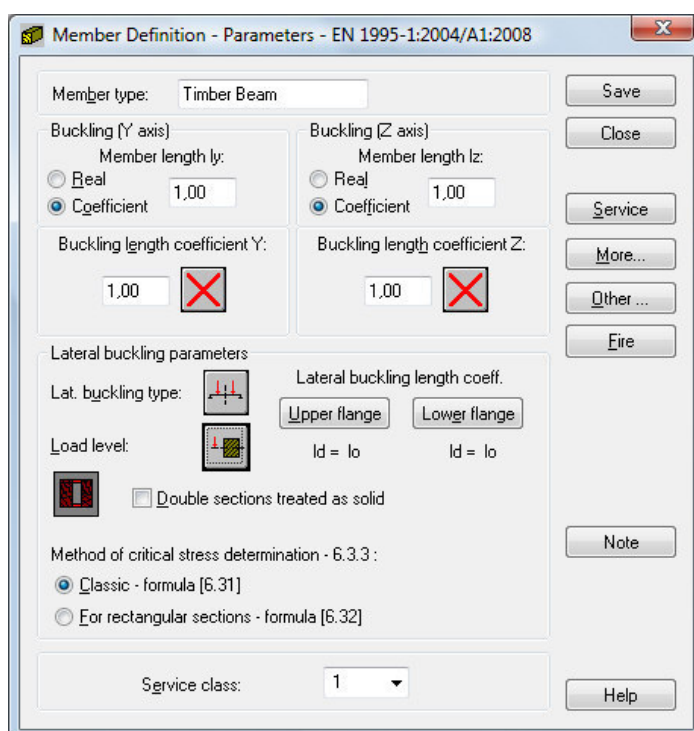 Member Definition - Parameters - EN 1995-1:2004/A1:2008
Member type: Timber Beam
Save
Close
Service
More...
Other ...
Fire
Note
Help
Buckling (Y axis)
Member length ly:
Real
Coefficient
1,00
Buckling (Z axis)
Member length lz:
Real
Coefficient
1,00
Buckling length coefficient Y:
1,00
Buckling length coefficient Z:
1,00
Lateral buckling parameters
Lat. buckling type:
Load level:
Lateral buckling length coeff.
Upper flange Lower flange
ld = lo ld = lo
Double sections treated as solid
Method of critical stress determination - 6.3.3 :
Classic - formula [6.31]
For rectangular sections - formula [6.32]
Service class: 1